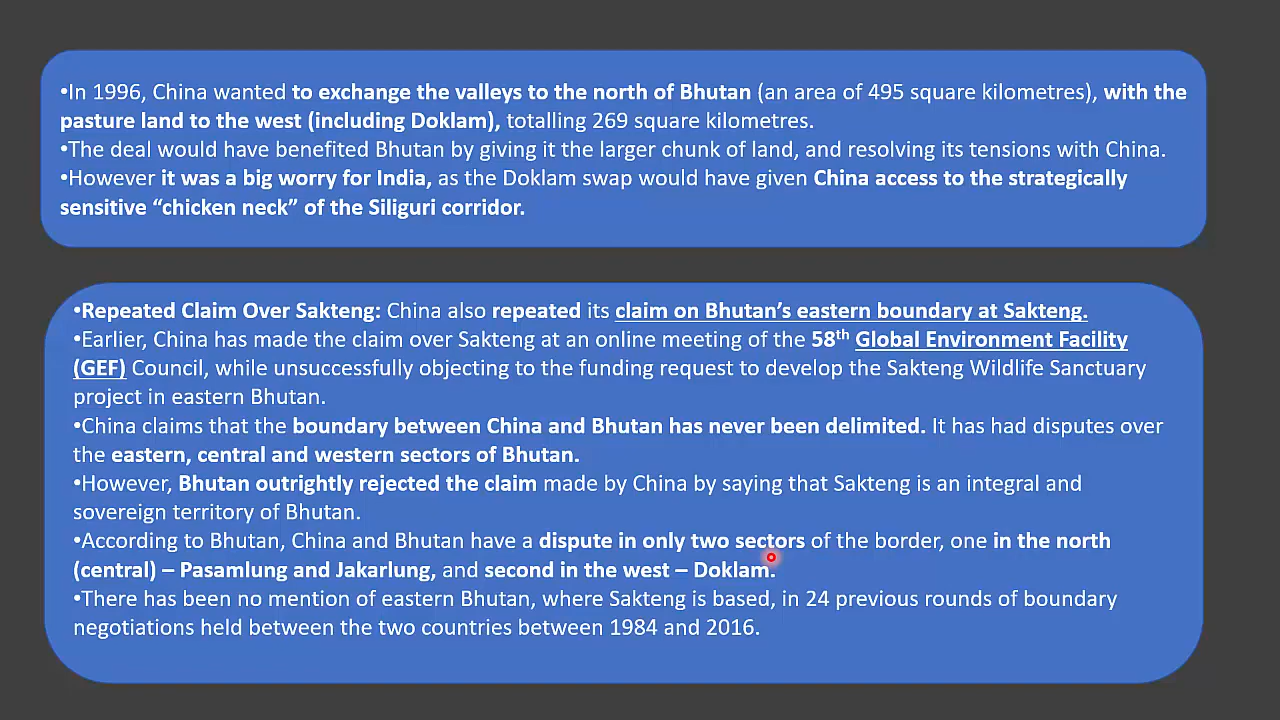 •In 1996, China wanted to exchange the valleys to the north of Bhutan (an area of 495 square kilometres), with the
pasture land to the west (including Doklam), totalling 269 square kilometres.
•The deal would have benefited Bhutan by giving it the larger chunk of land, and resolving its tensions with China.
•However it was a big worry for India, as the Doklam swap would have given China access to the strategically
sensitive “chicken neck” of the Siliguri corridor.
•Repeated Claim Over Sakteng: China also repeated its claim on Bhutan’s eastern boundary at Sakteng.
•Earlier, China has made the claim over Sakteng at an online meeting of the 58th Global Environment Facility
(GEF) Council, while unsuccessfully objecting to the funding request to develop the Sakteng Wildlife Sanctuary
project in eastern Bhutan.
•China claims that the boundary between China and Bhutan has never been delimited. It has had disputes over
the eastern, central and western sectors of Bhutan.
•However, Bhutan outrightly rejected the claim made by China by saying that Sakteng is an integral and
sovereign territory of Bhutan.
•According to Bhutan, China and Bhutan have a dispute in only two sectors of the border, one in the north
(central) – Pasamlung and Jakarlung, and second in the west – Doklam.
•There has been no mention of eastern Bhutan, where Sakteng is based, in 24 previous rounds of boundary
negotiations held between the two countries between 1984 and 2016.